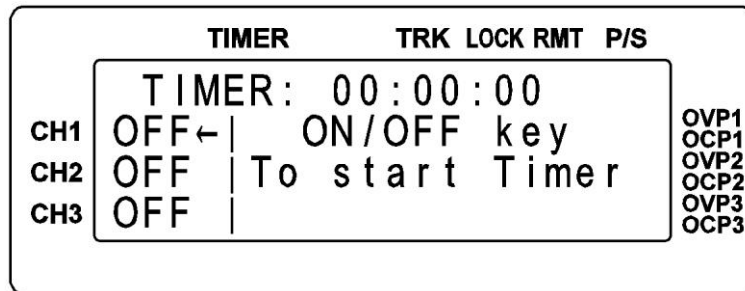 TIMER TRK LOCK RMT P/S
TIMER: 00:00:00
CH1 OFF←| ON/OFF key OVP1
OCP1
CH2 OFF |To start Timer OVP2
OCP2
CH3 OFF | OVP3
OCP3